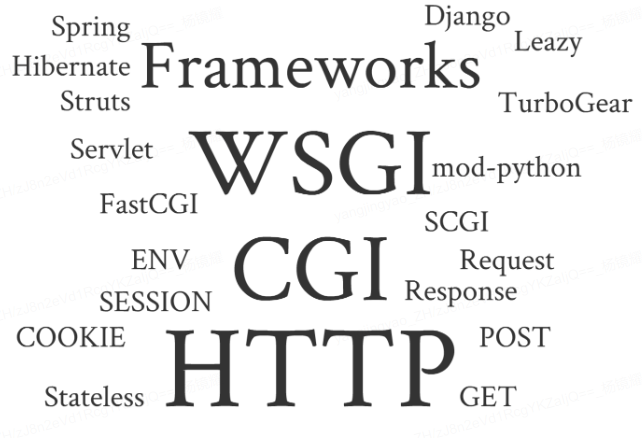 Spring
Django
Leazy
Hibernate
Frameworks
Struts
TurboGear
Servlet
WSGI
mod-python
FastCGI
SCGI
ENV
CGI
Request
SESSION
Response
COOKIE
HTTP
POST
Stateless
GET